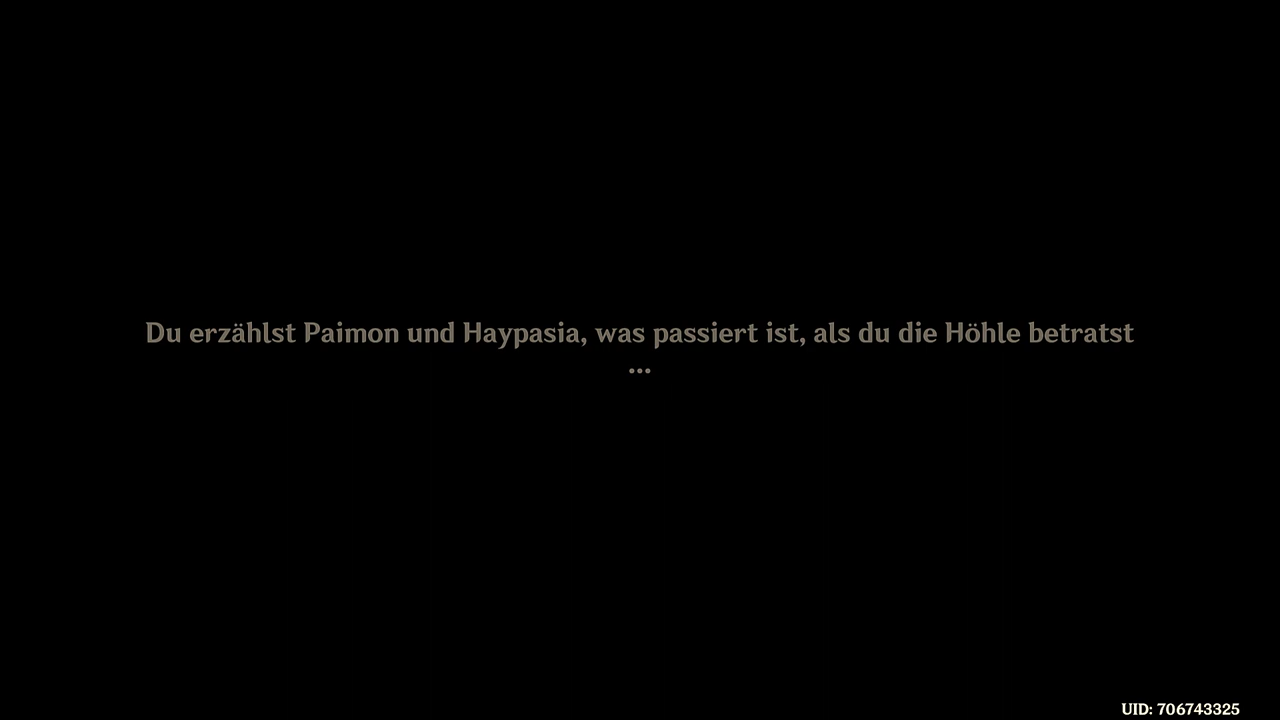 Du erzählst Paimon und Haypasia, was passiert ist, als du die Höhle betratst
...
UID: 706743325